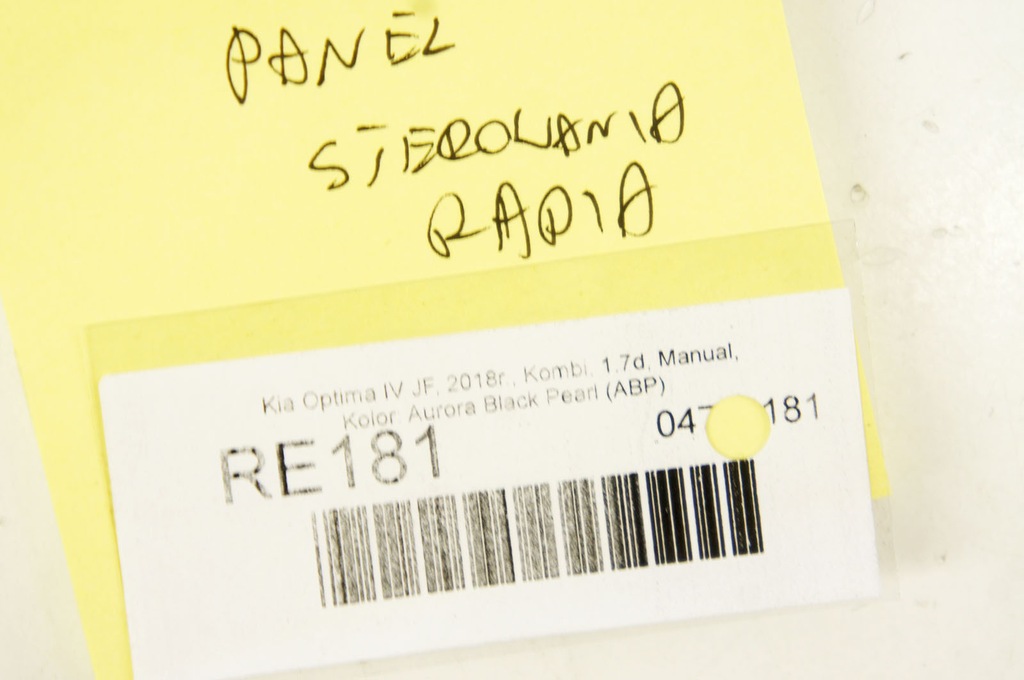 PANEL
STEROWANIA
RADIA
Kia Optima IV JF, 2018r., Kombi, 1.7d, Manual,
Kolor: Aurora Black Pearl (ABP)
RE181
181